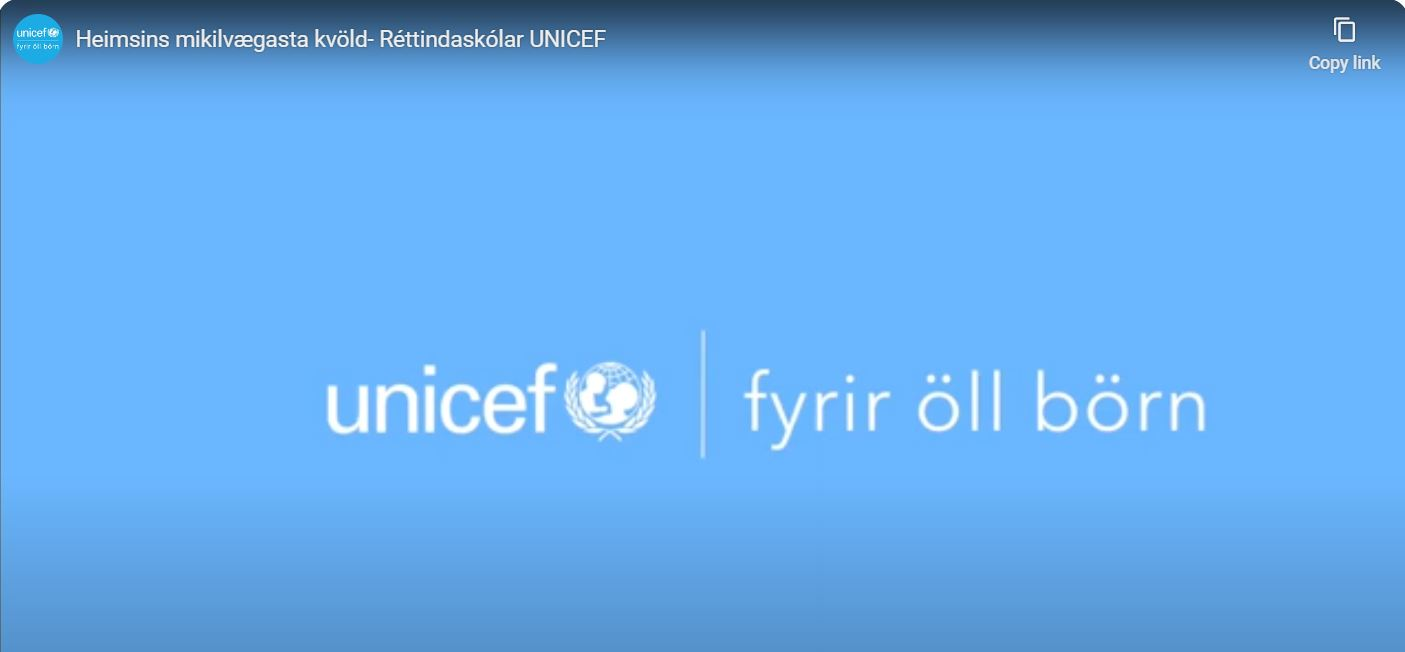 unicef
fyrir öll börn
Heimsins mikilvægasta kvöld- Réttindaskólar UNICEF
Copy link
unicef
fyrir öll börn